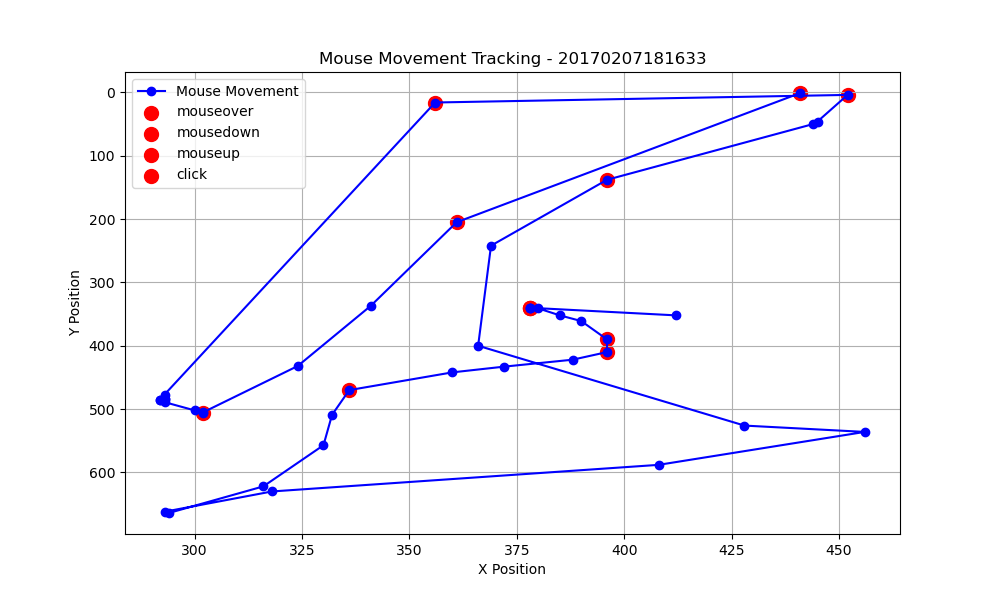 Mouse Movement Tracking - 20170207181633
Mouse Movement
mouseover
mousedown
mouseup
click
0
100
200
300
400
500
600
Y Position
300
325
350
375
400
425
450
X Position